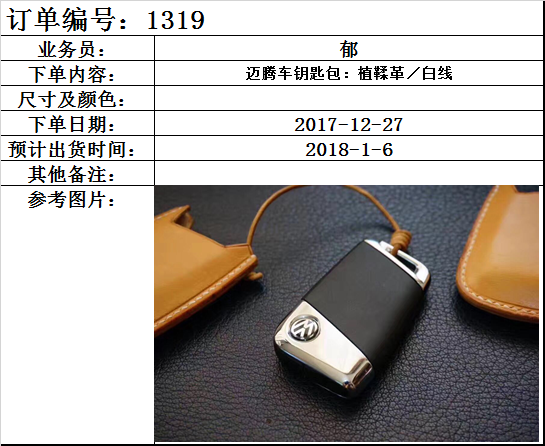 订单编号：1319
业务员： 郁
下单内容： 迈腾车钥匙包：植鞣革／白线
尺寸及颜色：
下单日期： 2017-12-27
预计出货时间： 2018-1-6
其他备注：
参考图片：